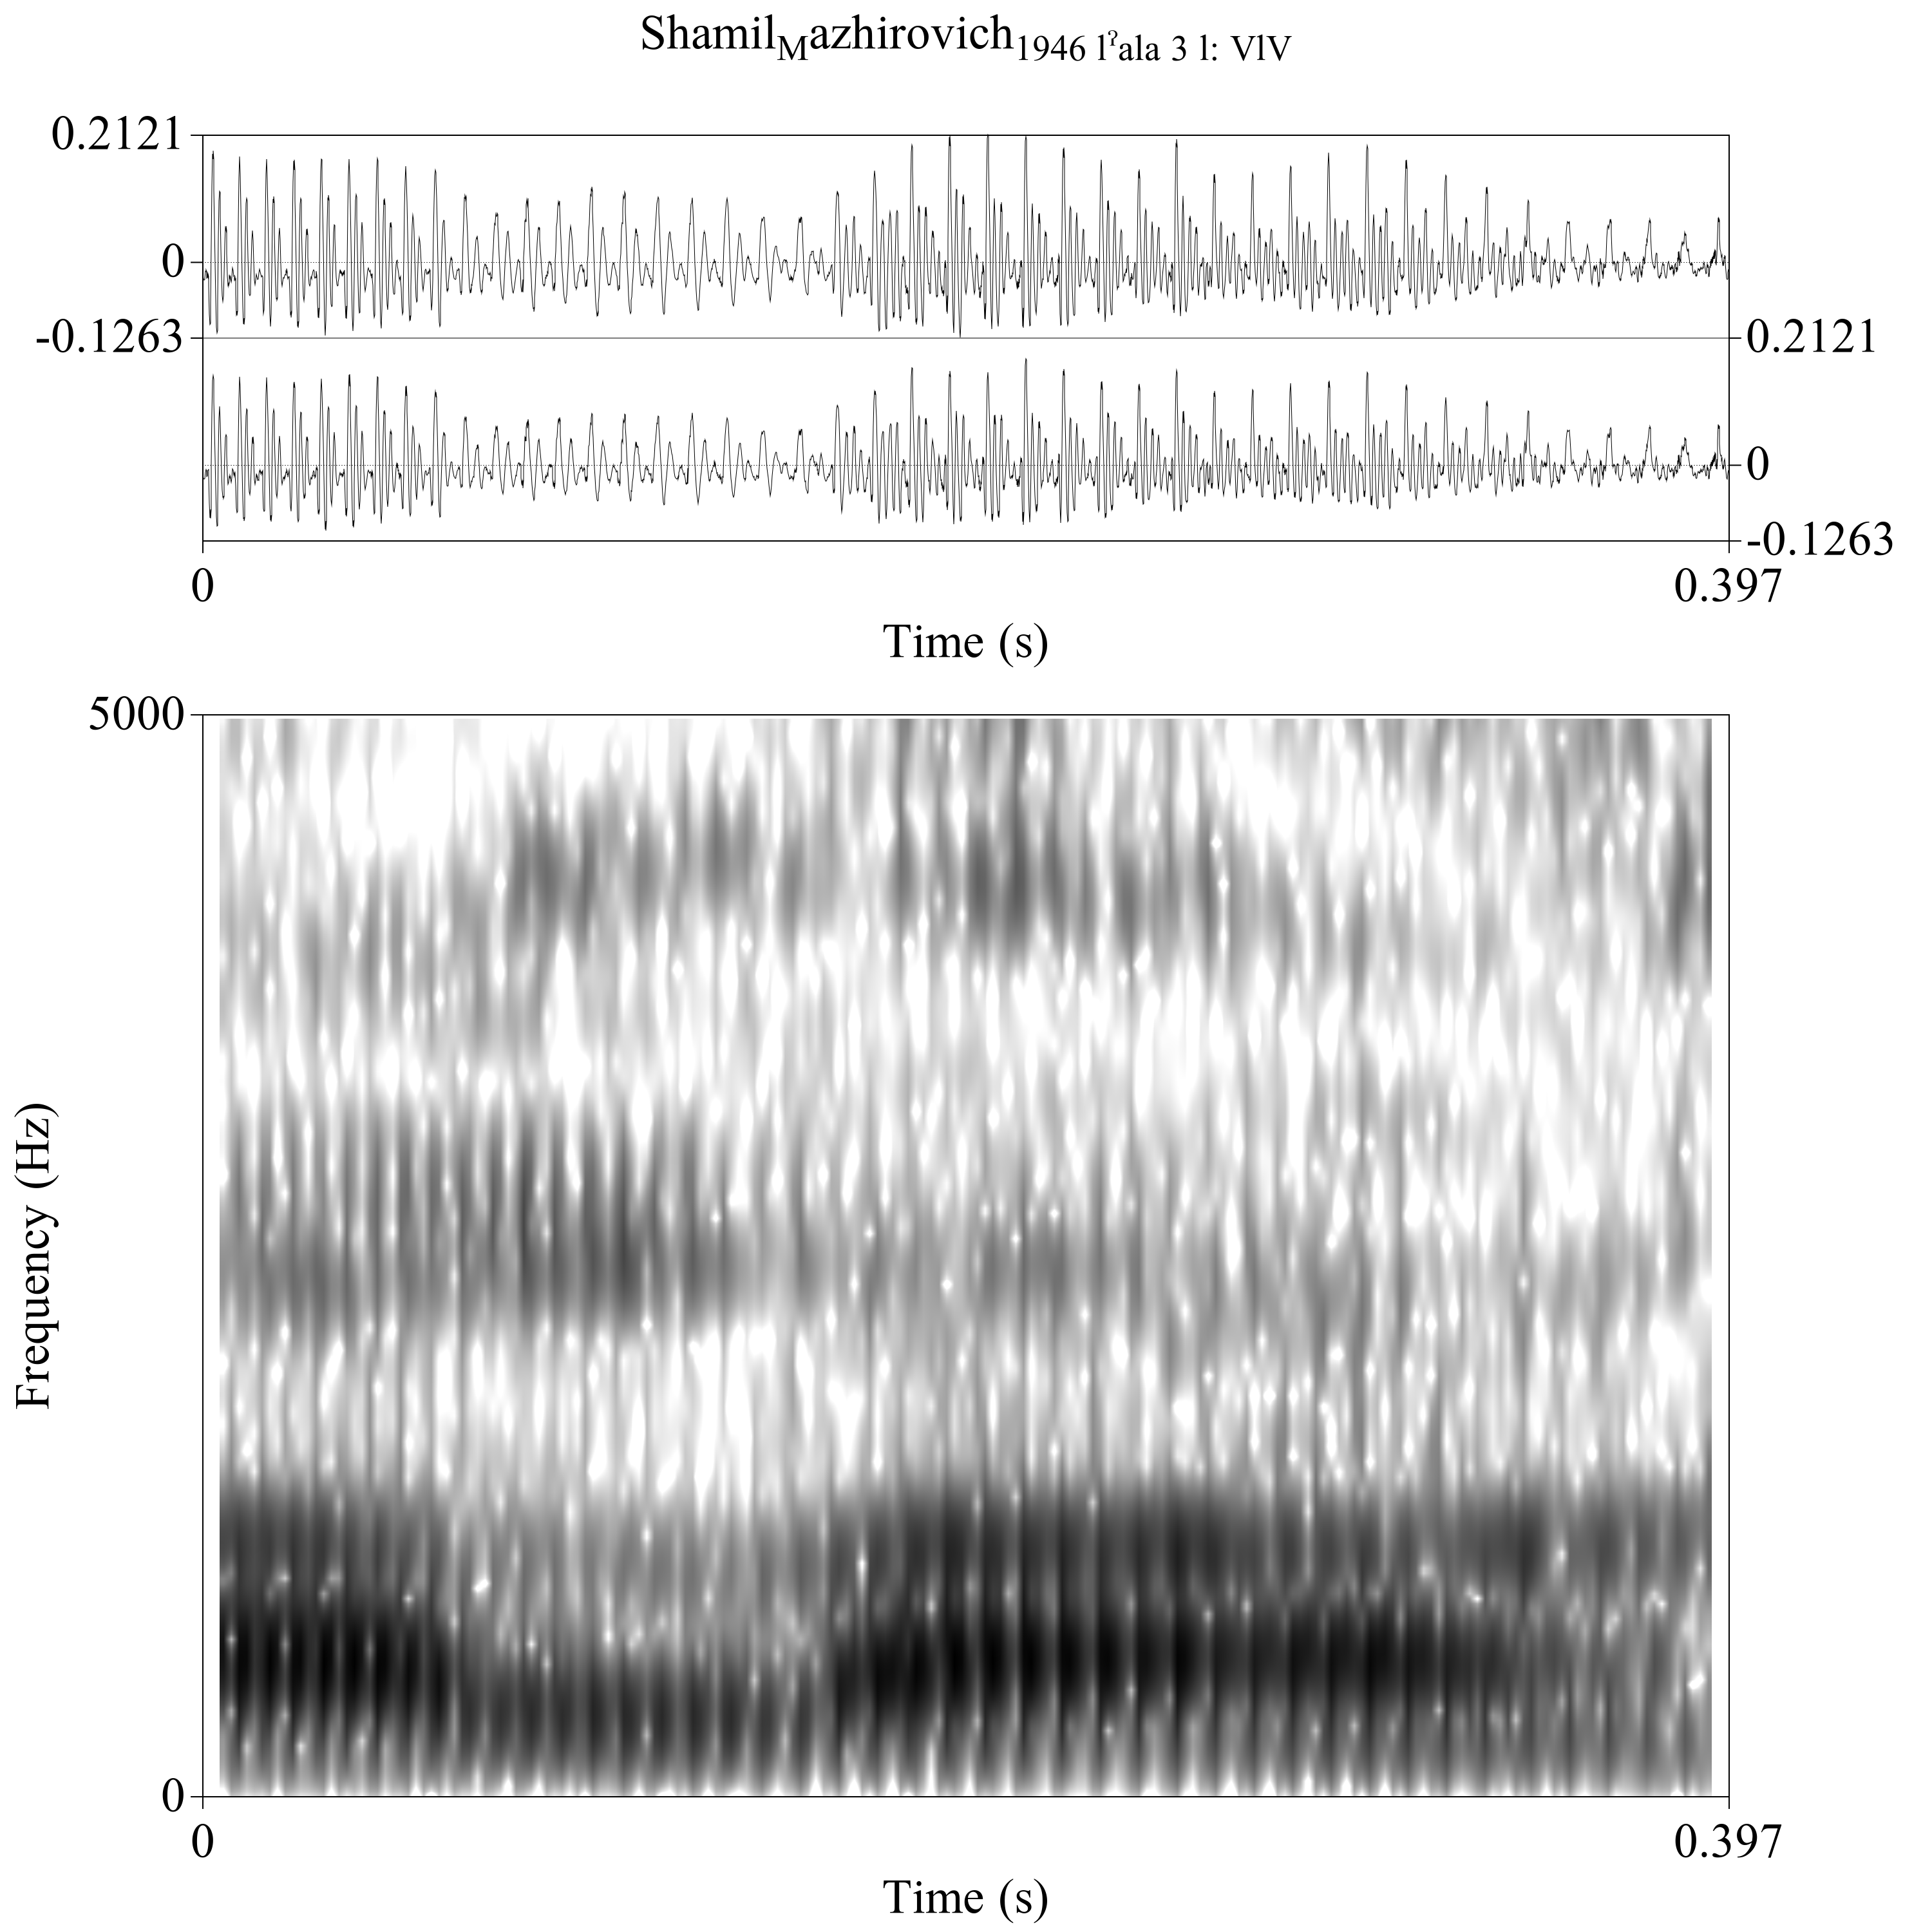 Shamil_Mazhirovich_1946 lˀala 3 l: VlV
0.2121
0
-0.1263
0.2121
0
-0.1263
0 0.397
Time (s)
5000
Frequency (Hz)
0
0 0.397
Time (s)